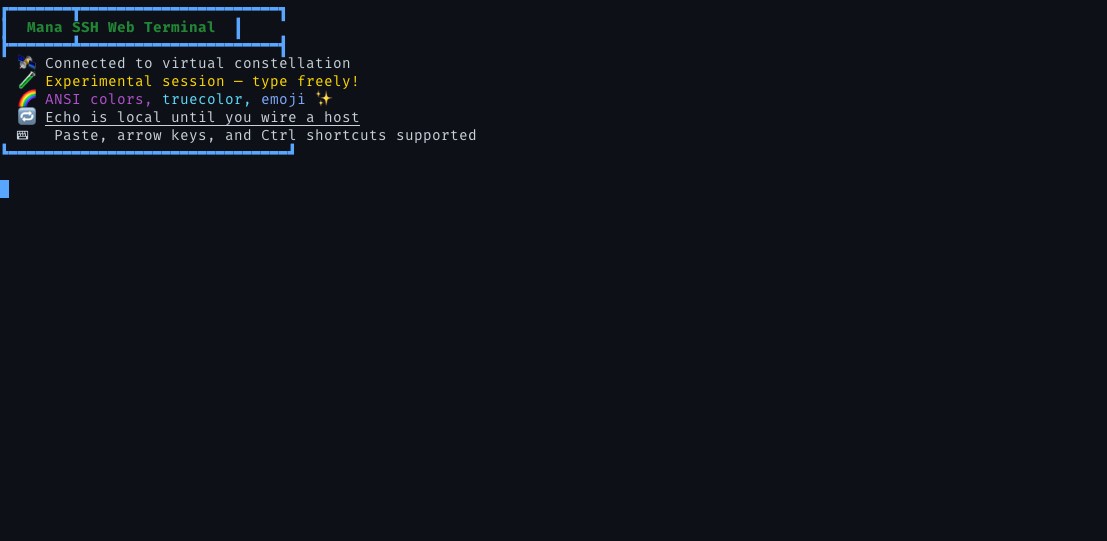 Mana SSH Web Terminal
Connected to virtual constellation
Experimental session — type freely!
ANSI colors, truecolor, emoji ✨
Echo is local until you wire a host
Paste, arrow keys, and Ctrl shortcuts supported